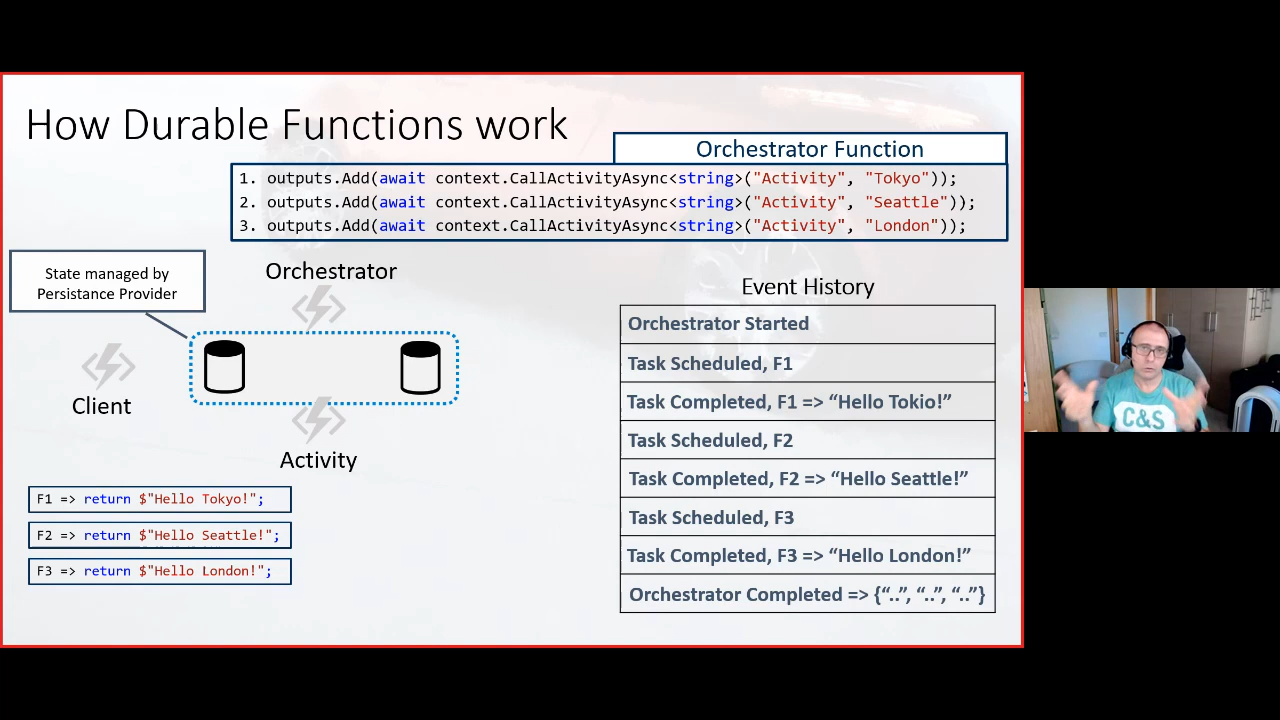 How Durable Functions work
Orchestrator Function
1. outputs.Add(await context.CallActivityAsync<string>("Activity", "Tokyo"));
2. outputs.Add(await context.CallActivityAsync<string>("Activity", "Seattle"));
3. outputs.Add(await context.CallActivityAsync<string>("Activity", "London"));
State managed by
Persistance Provider
Orchestrator
Client
Activity
F1 => return $"Hello Tokyo!";
F2 => return $"Hello Seattle!";
F3 => return $"Hello London!";
Event History
Orchestrator Started
Task Scheduled, F1
Task Completed, F1 => “Hello Tokio!”
Task Scheduled, F2
Task Completed, F2 => “Hello Seattle!”
Task Scheduled, F3
Task Completed, F3 => “Hello London!”
Orchestrator Completed => {“..”, “..”, “..”}
C&S